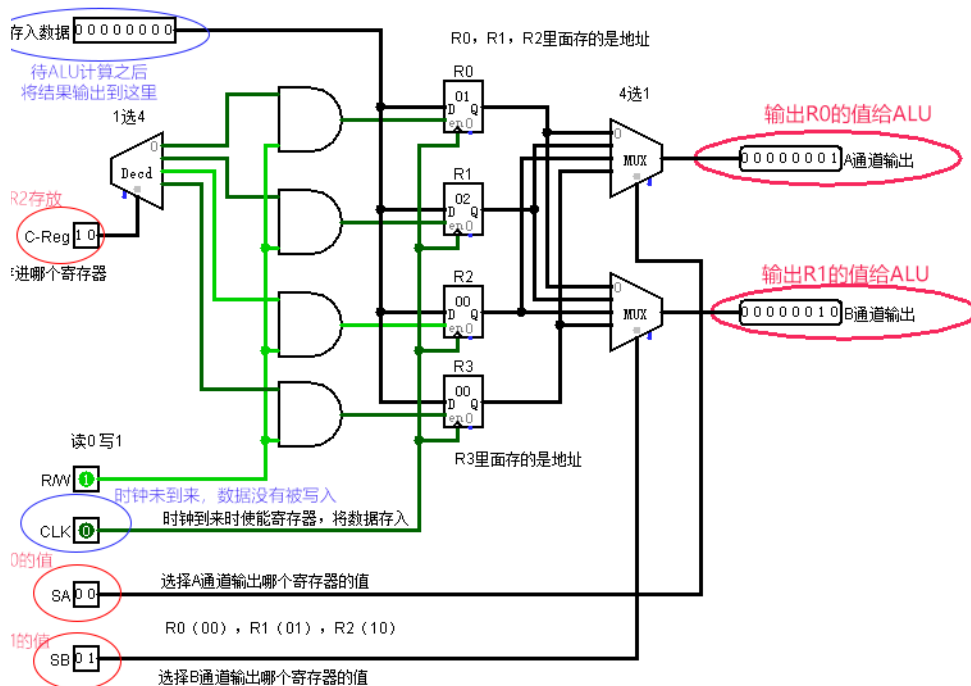 存入数据 00000000
待ALU计算之后
将结果输出到这里
R0，R1，R2里面存的是地址
1选4
0
Decd
R2存放
C-Reg 10
进哪个寄存器
R0
01
D Q
en 0
R1
02
D Q
en 0
R2
00
D Q
en 0
R3
00
D Q
en 0
R3里面存的是地址
4选1
0
MUX
0
MUX
输出R0的值给ALU
00000001 A通道输出
输出R1的值给ALU
00000010 B通道输出
读0 写1
R/W 1
时钟未到来，数据没有被写入
CLK 0
时钟到来时使能寄存器，将数据存入
0的值
SA 00
选择A通道输出哪个寄存器的值
R0（00），R1（01），R2（10）
1的值
SB 01
选择B通道输出哪个寄存器的值